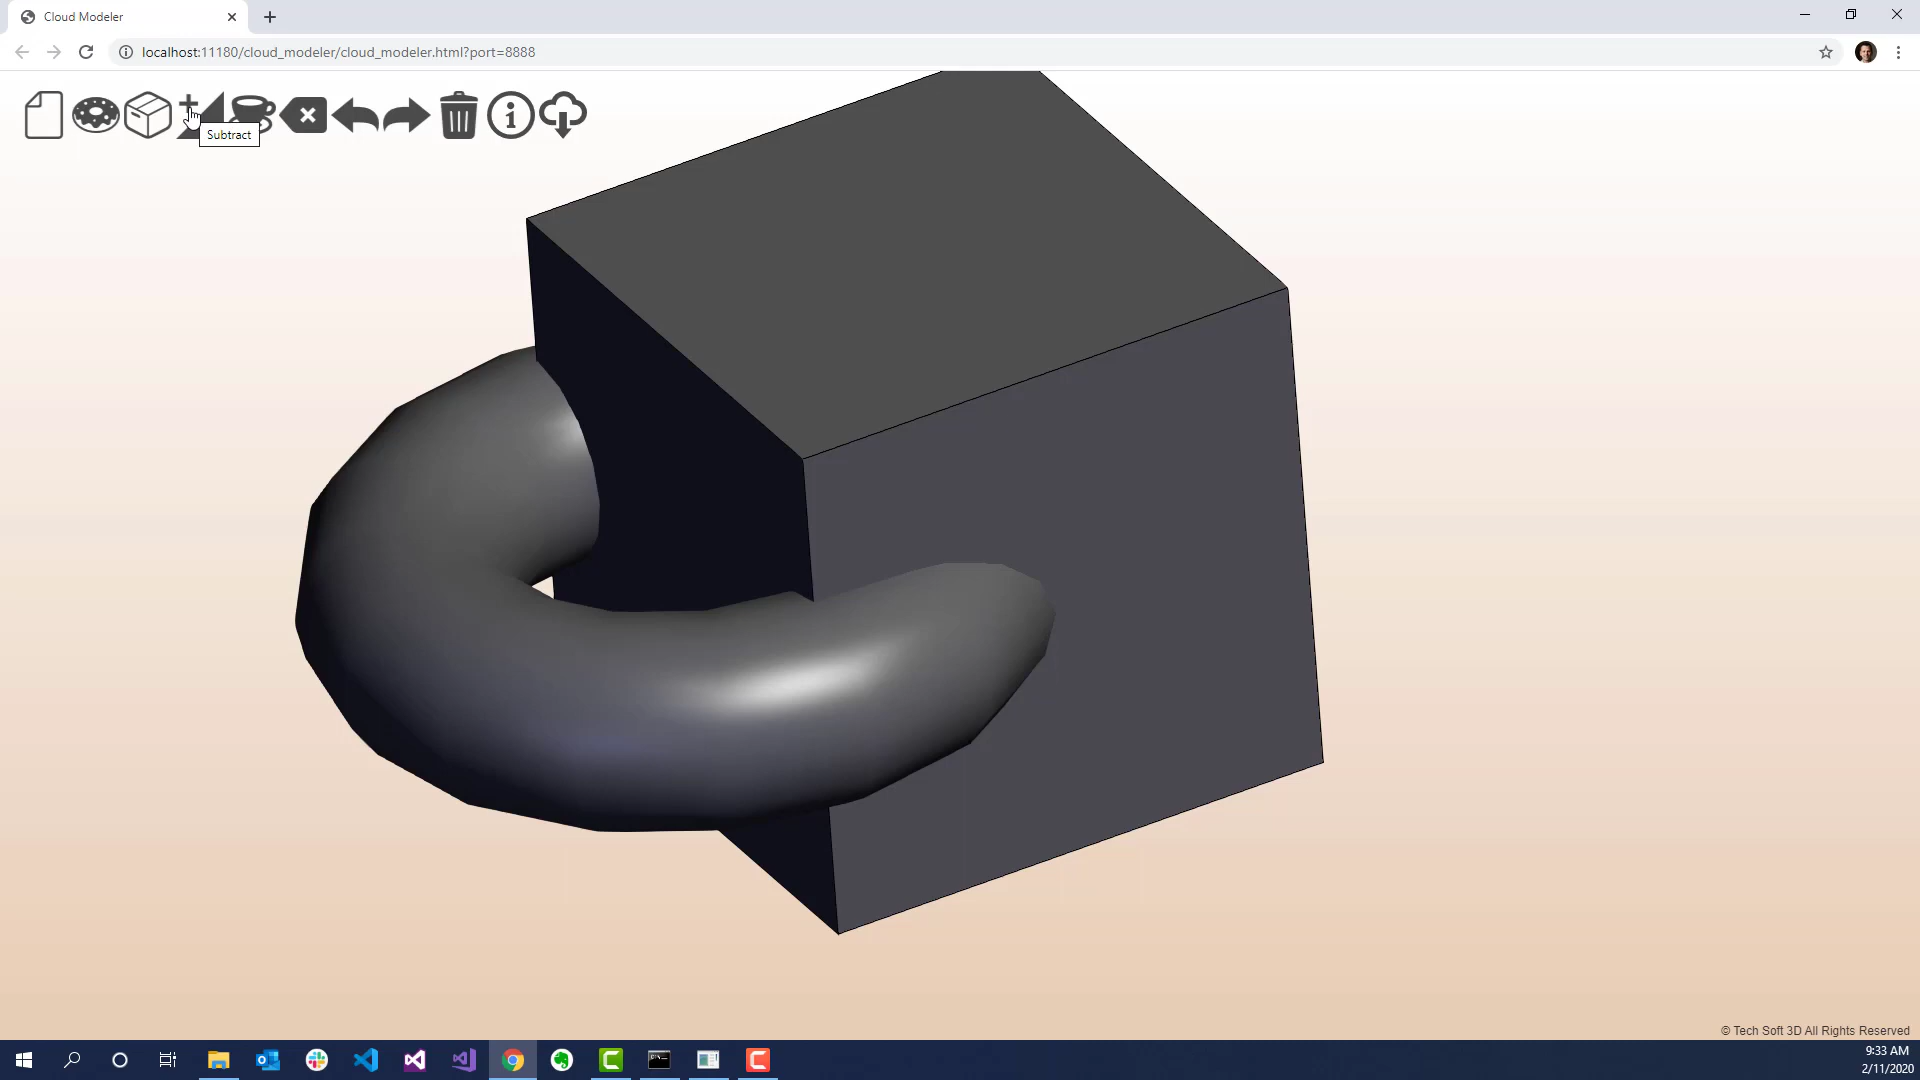 Cloud Modeler
localhost:11180/cloud_modeler/cloud_modeler.html?port=8888
Subtract
© Tech Soft 3D All Rights Reserved
9:33 AM
2/11/2020